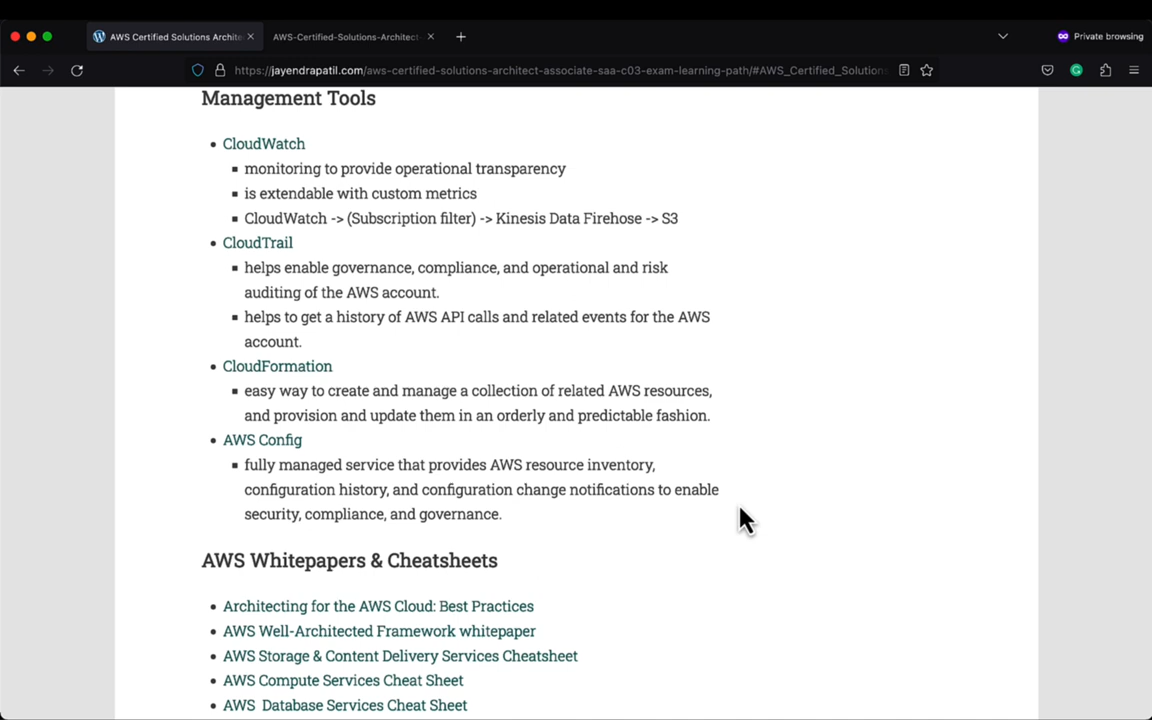 AWS Certified Solutions Archite
AWS-Certified-Solutions-Architect-
Private browsing
https://jayendrapatil.com/aws-certified-solutions-architect-associate-saa-c03-exam-learning-path/#AWS_Certified_Solutions
Management Tools
CloudWatch
monitoring to provide operational transparency
is extendable with custom metrics
CloudWatch -> (Subscription filter) -> Kinesis Data Firehose -> S3
CloudTrail
helps enable governance, compliance, and operational and risk
auditing of the AWS account.
helps to get a history of AWS API calls and related events for the AWS
account.
CloudFormation
easy way to create and manage a collection of related AWS resources,
and provision and update them in an orderly and predictable fashion.
AWS Config
fully managed service that provides AWS resource inventory,
configuration history, and configuration change notifications to enable
security, compliance, and governance.
AWS Whitepapers & Cheatsheets
Architecting for the AWS Cloud: Best Practices
AWS Well-Architected Framework whitepaper
AWS Storage & Content Delivery Services Cheatsheet
AWS Compute Services Cheat Sheet
AWS Database Services Cheat Sheet